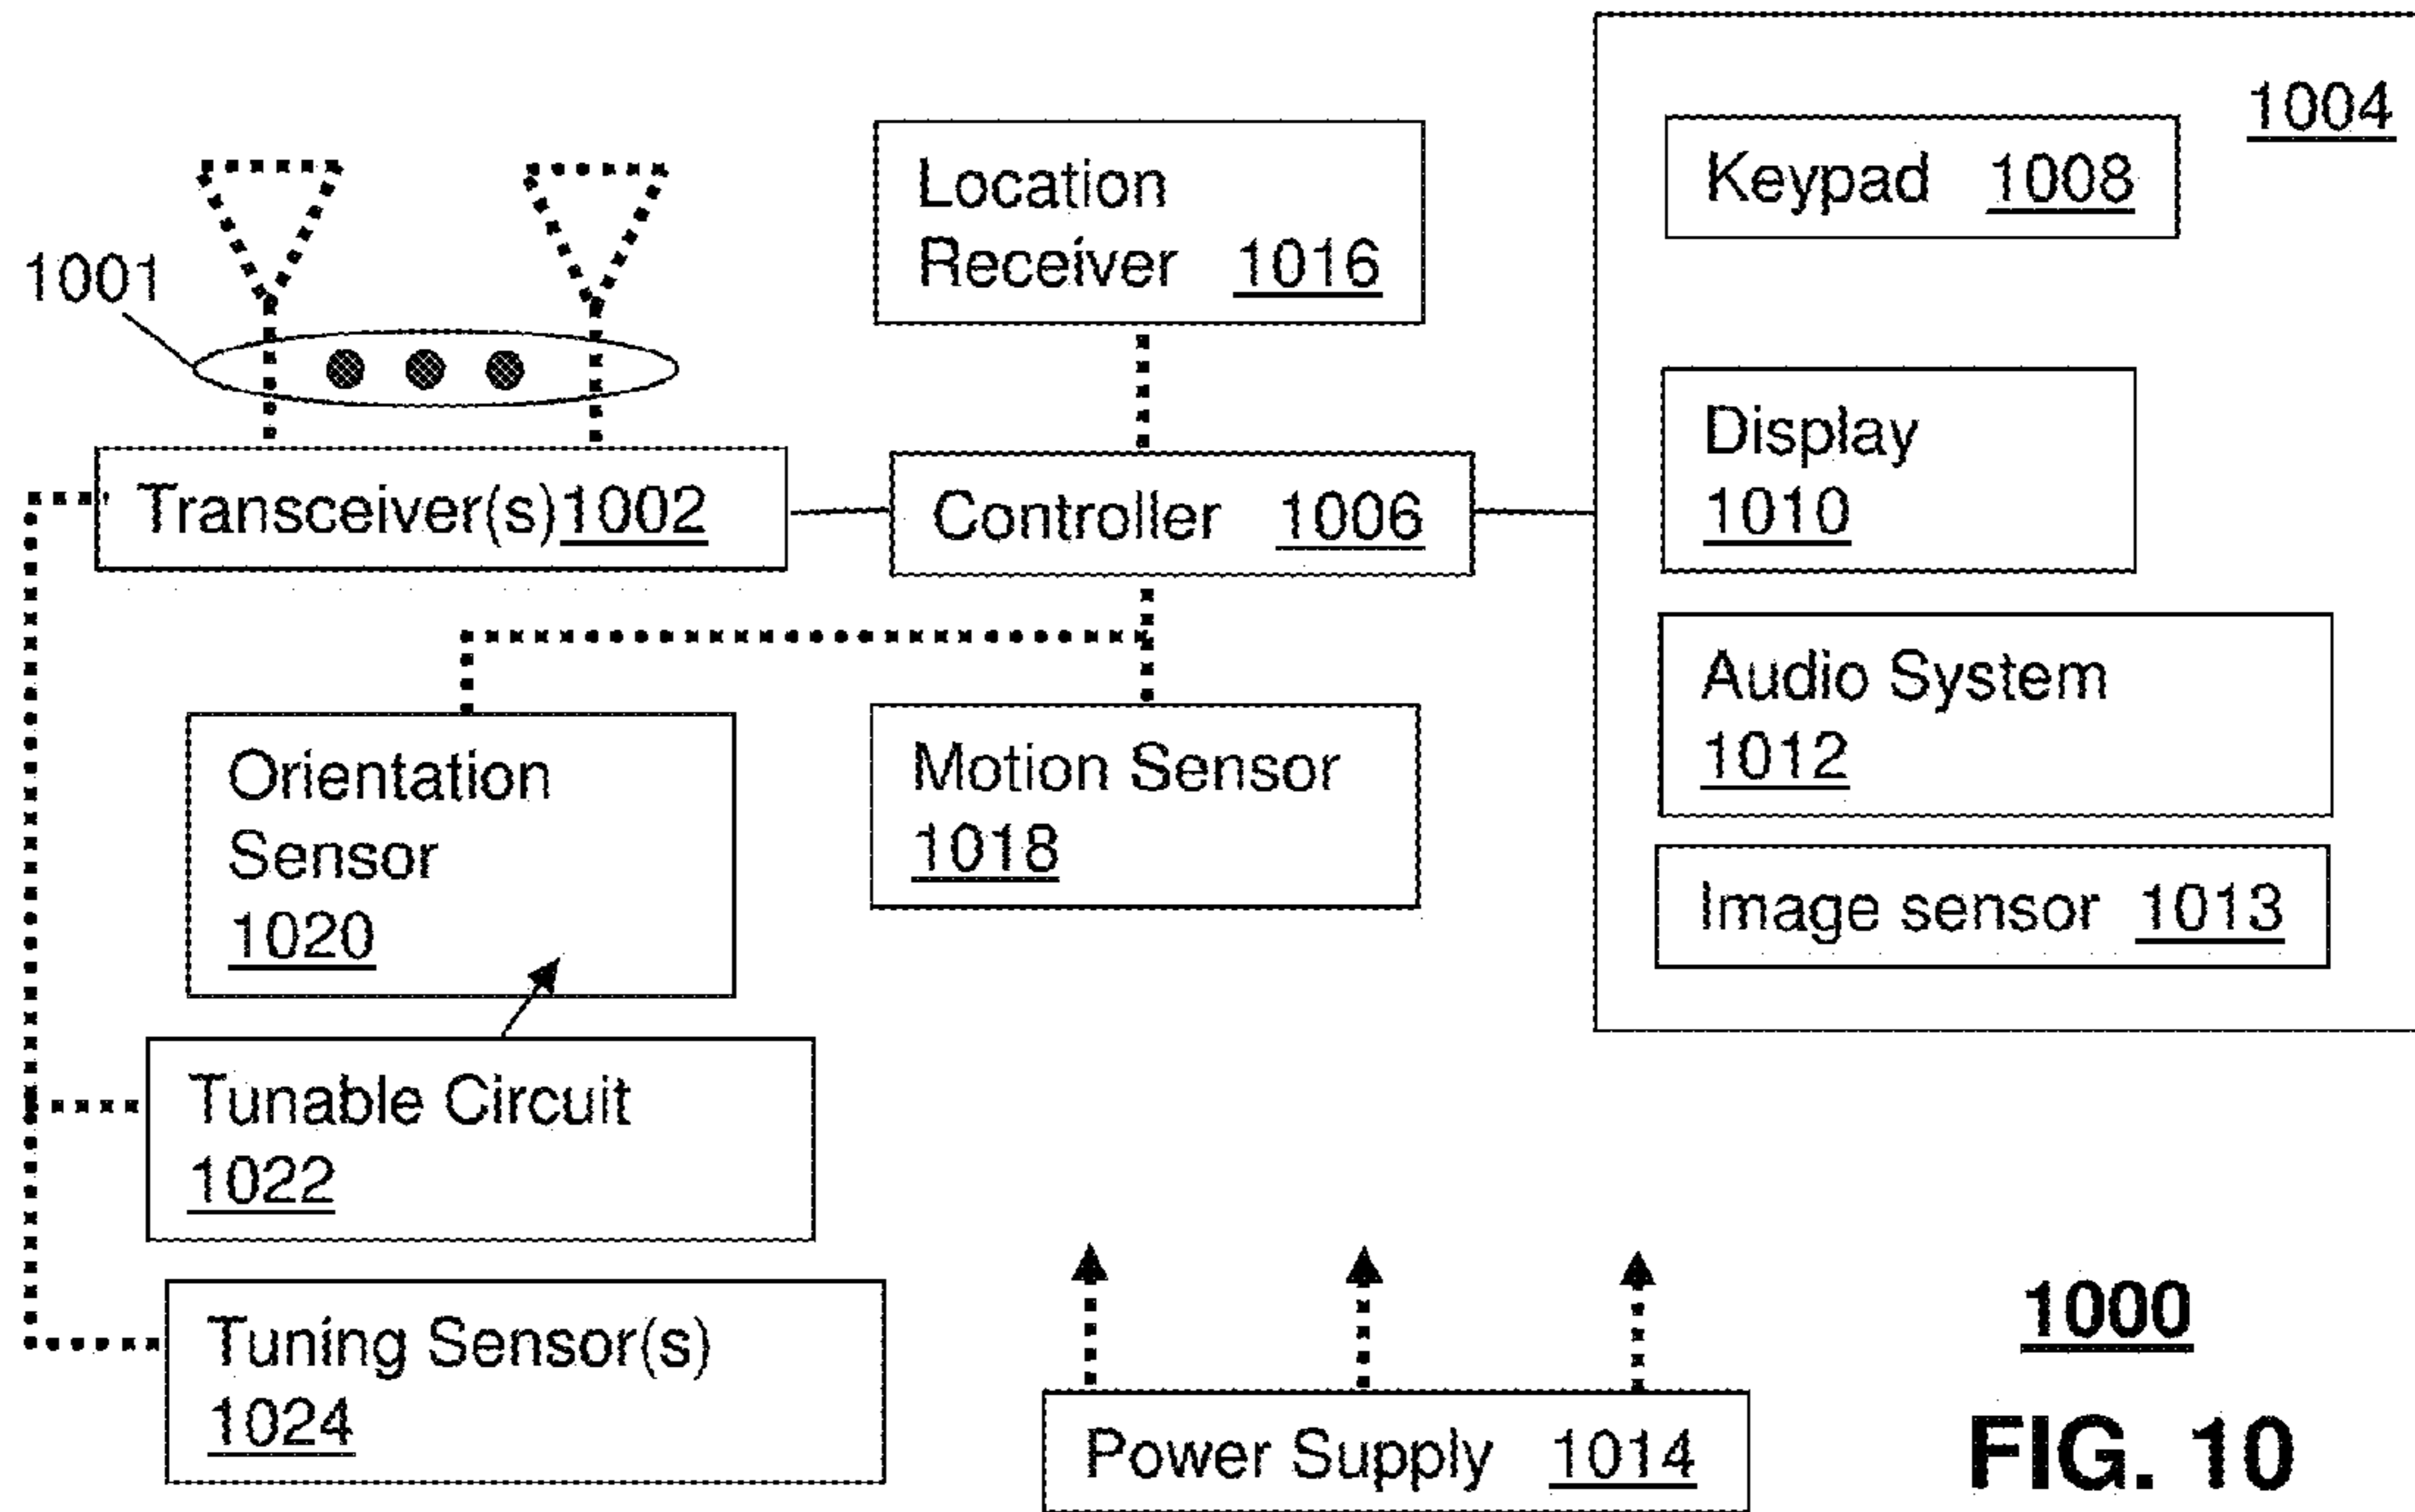 1004
Keypad 1008
Location
Receiver 1016
1001
Display
1010
Transceiver(s) 1002
Controller 1006
Audio System
1012
Orientation
Sensor
1020
Motion Sensor
1018
Image sensor 1013
Tunable Circuit
1022
Tuning Sensor(s)
1024
Power Supply 1014
1000
FIG. 10